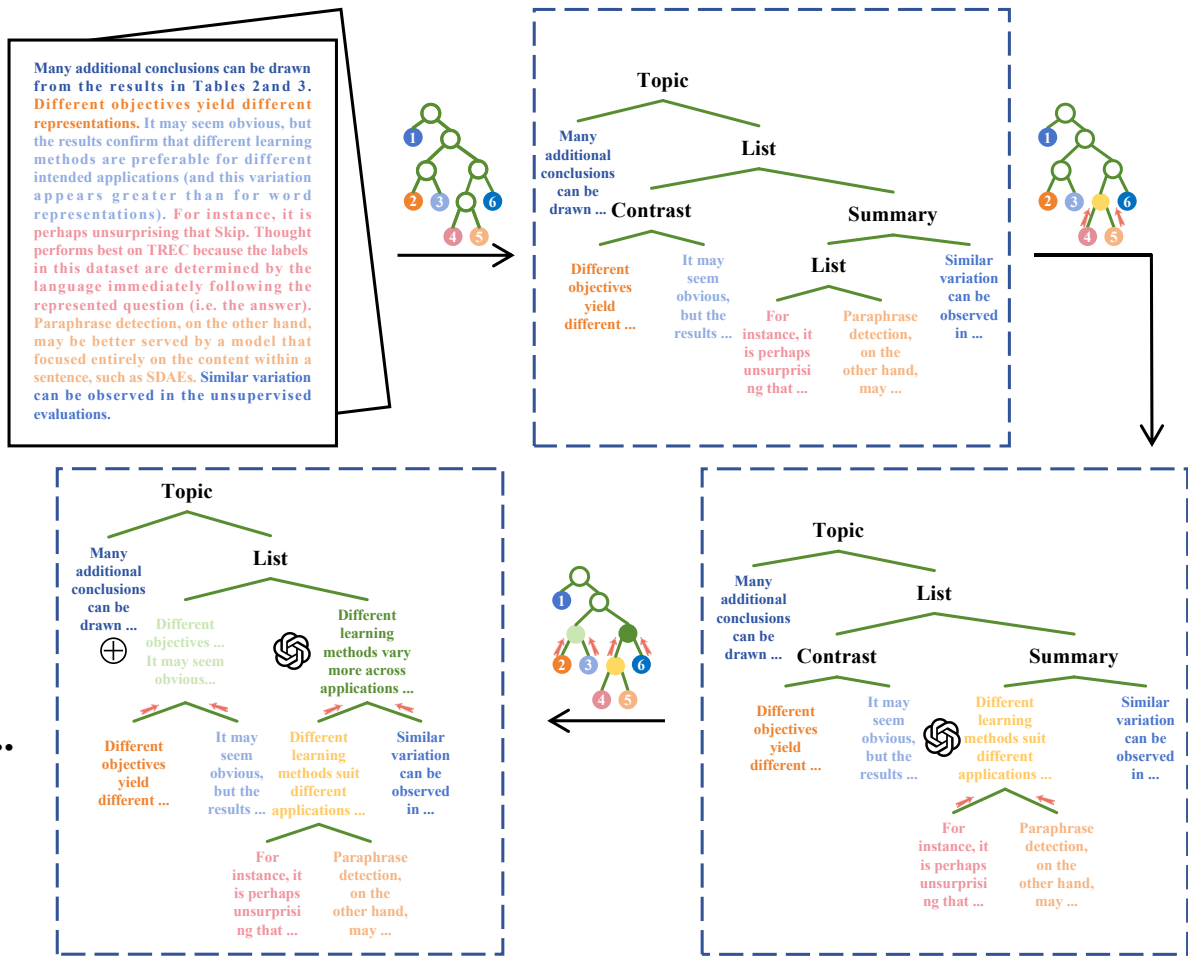 Many additional conclusions can be drawn
from the results in Tables 2and 3.
Different objectives yield different
representations. It may seem obvious, but
the results confirm that different learning
methods are preferable for different
intended applications (and this variation
appears greater than for word
representations). For instance, it is
perhaps unsurprising that Skip. Thought
performs best on TREC because the labels
in this dataset are determined by the
language immediately following the
represented question (i.e. the answer).
Paraphrase detection, on the other hand,
may be better served by a model that
focused entirely on the content within a
sentence, such as SDAEs. Similar variation
can be observed in the unsupervised
evaluations.
1
2
3
6
4
5
Topic
Many
additional
conclusions
can be
drawn ...
List
Contrast
Summary
Different
objectives
yield
different ...
It may
seem
obvious,
but the
results ...
List
Similar
variation
can be
observed
in ...
For
instance, it
is perhaps
unsurprisi
ng that ...
Paraphrase
detection,
on the
other hand,
may ...
1
2
3
6
4
5
Topic
Many
additional
conclusions
can be
drawn ...
List
Different
objectives ...
It may seem
obvious...
Different
learning
methods vary
more across
applications ...
Different
objectives
yield
different ...
It may
seem
obvious,
but the
results ...
Different
learning
methods suit
different
applications ...
Similar
variation
can be
observed
in ...
For
instance, it
is perhaps
unsurprisi
ng that ...
Paraphrase
detection,
on the
other hand,
may ...
..
1
2
3
6
4
5
Topic
Many
additional
conclusions
can be
drawn ...
List
Contrast
Summary
Different
objectives
yield
different ...
It may
seem
obvious,
but the
results ...
Different
learning
methods suit
different
applications ...
Similar
variation
can be
observed
in ...
For
instance, it
is perhaps
unsurprisi
ng that ...
Paraphrase
detection,
on the
other hand,
may ...